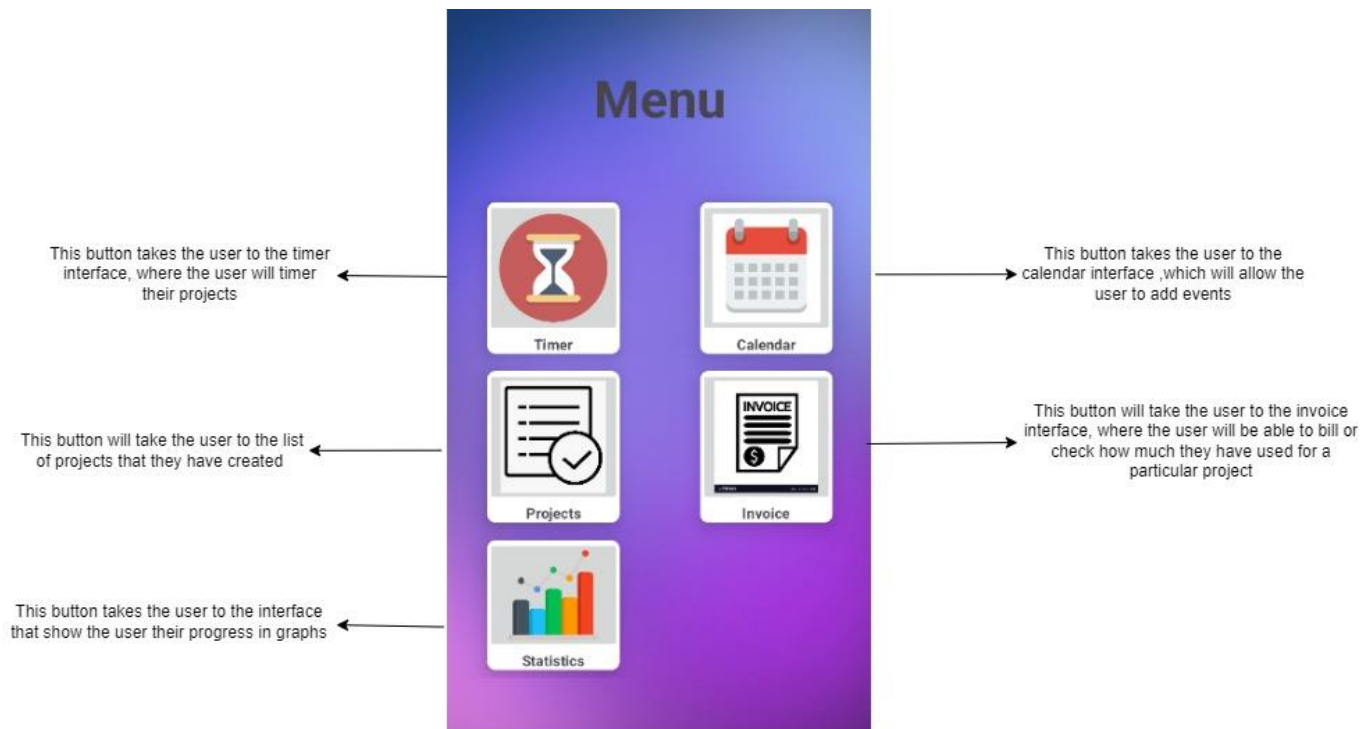 Menu
This button takes the user to the timer
interface, where the user will timer
their projects
Timer
Calendar
This button takes the user to the
calendar interface ,which will allow the
user to add events
This button will take the user to the list
of projects that they have created
Projects
INVOICE
$
Invoice
This button will take the user to the invoice
interface, where the user will be able to bill or
check how much they have used for a
particular project
This button takes the user to the interface
that show the user their progress in graphs
Statistics